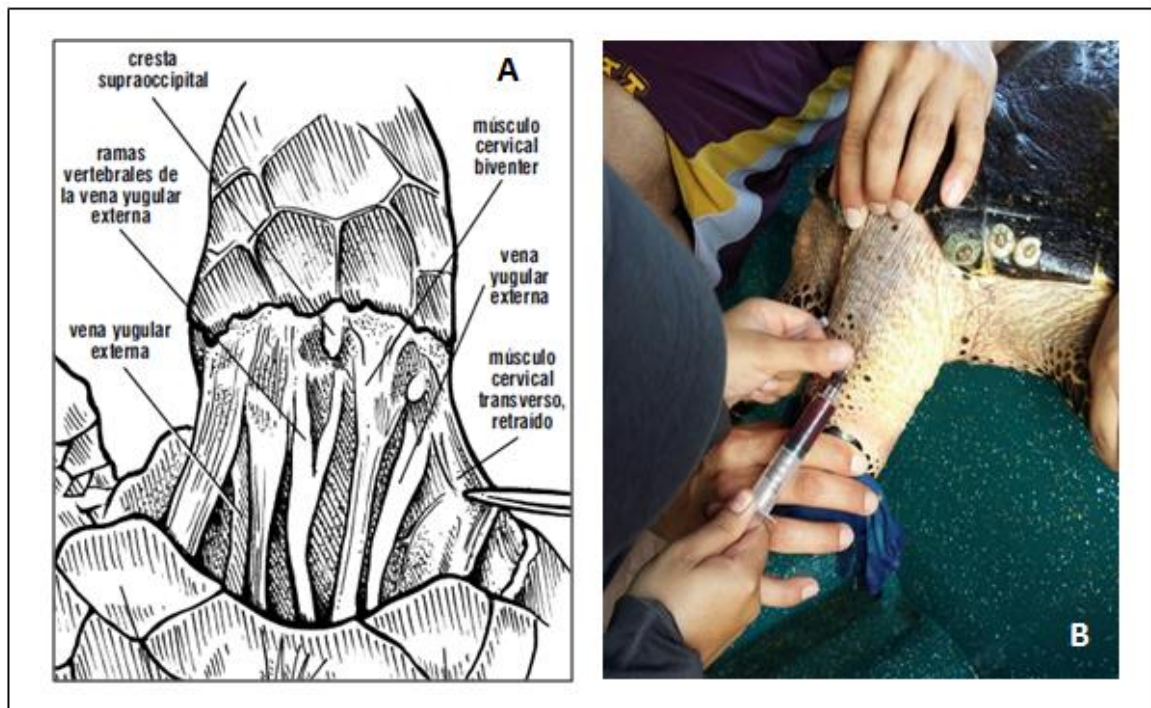 cresta
supraoccipital
A
músculo
cervical
biventer
ramas
vertebrales de
la vena yugular
externa
vena
yugular
externa
vena yugular
externa
músculo
cervical
transverso,
retraído
B